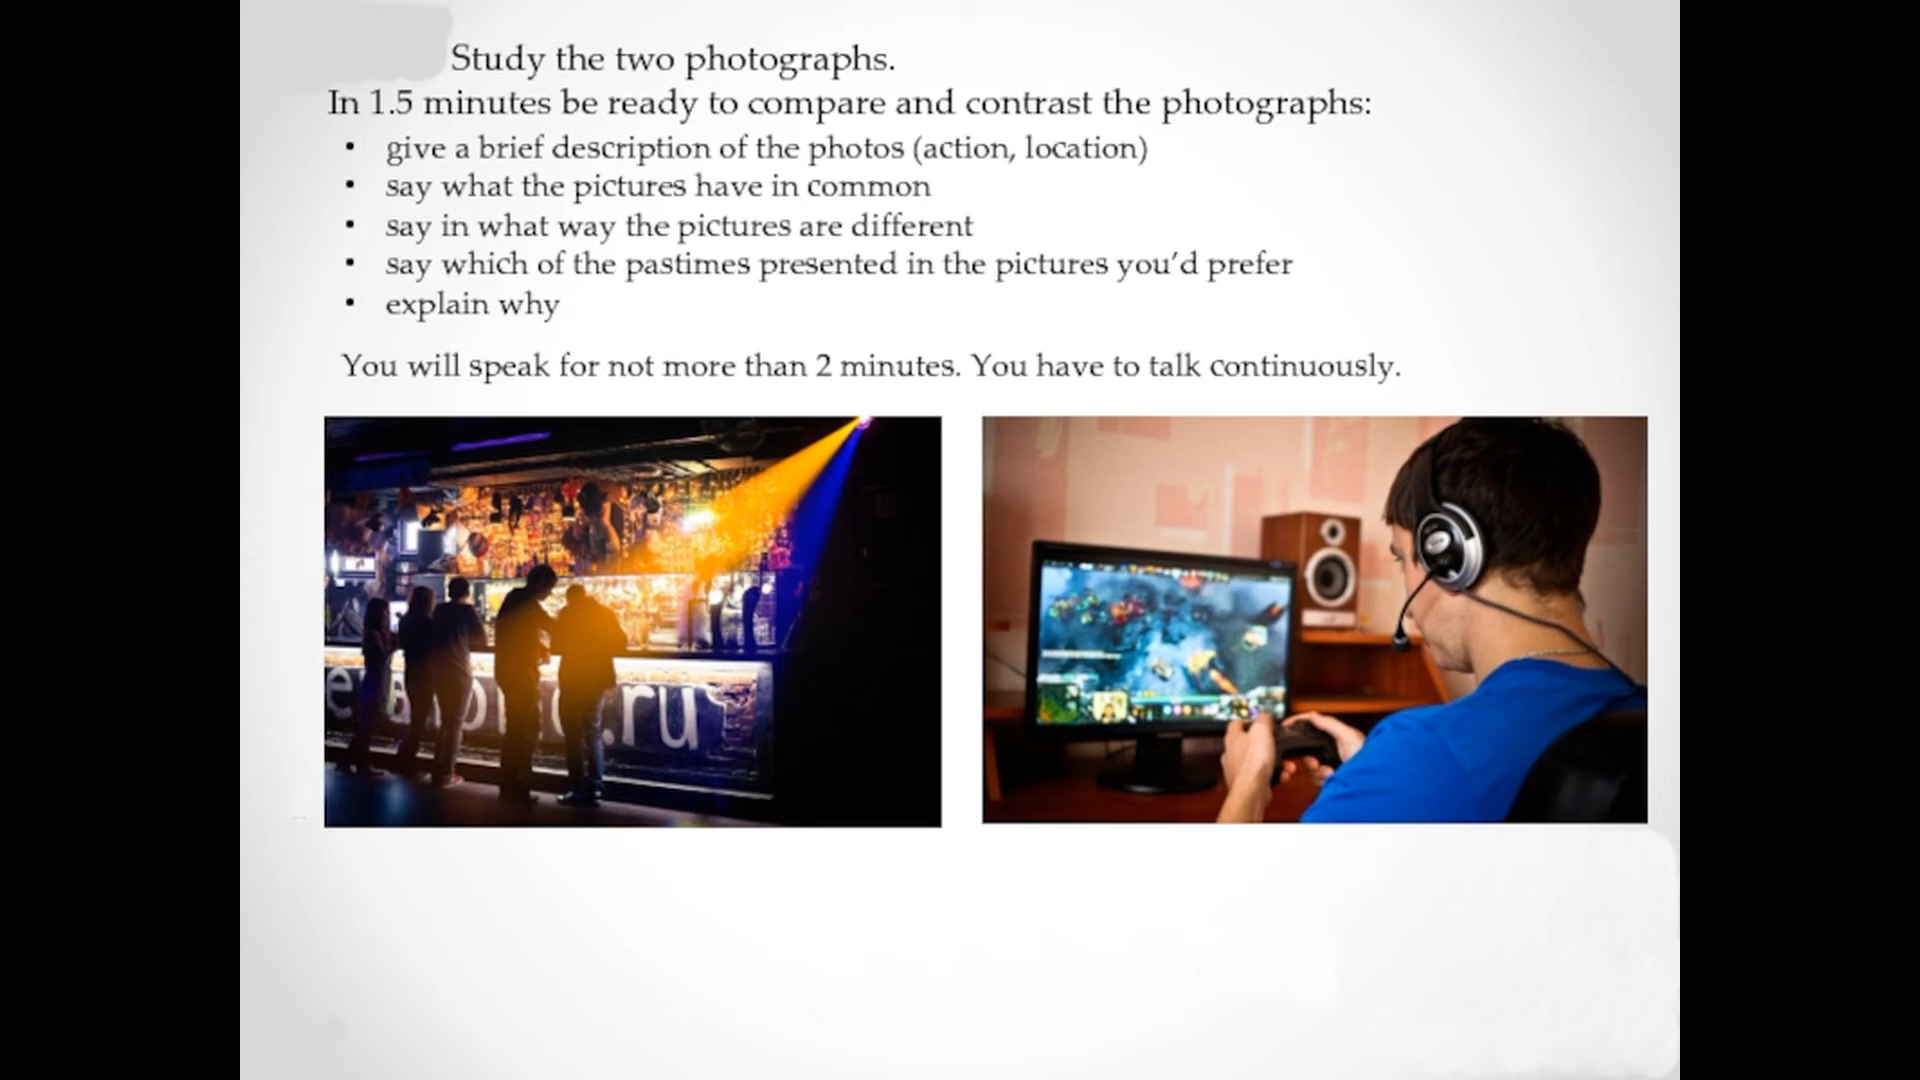 Study the two photographs.
In 1.5 minutes be ready to compare and contrast the photographs:
• give a brief description of the photos (action, location)
• say what the pictures have in common
• say in what way the pictures are different
• say which of the pastimes presented in the pictures you'd prefer
• explain why
You will speak for not more than 2 minutes. You have to talk continuously.
.ru